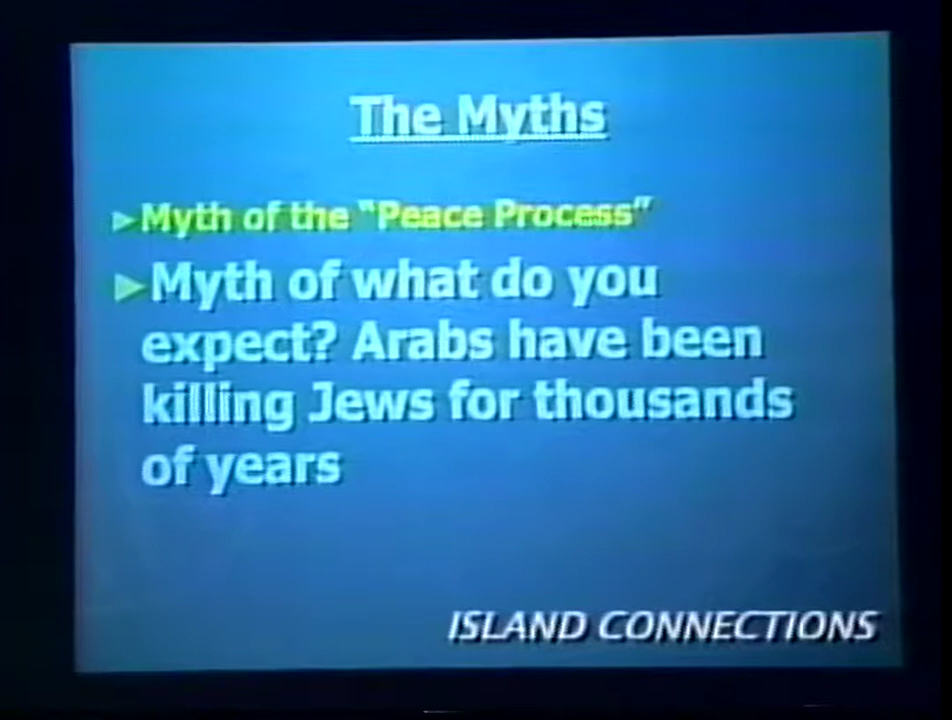 The Myths
►Myth of the “Peace Process”
►Myth of what do you
expect? Arabs have been
killing Jews for thousands
of years
ISLAND CONNECTIONS